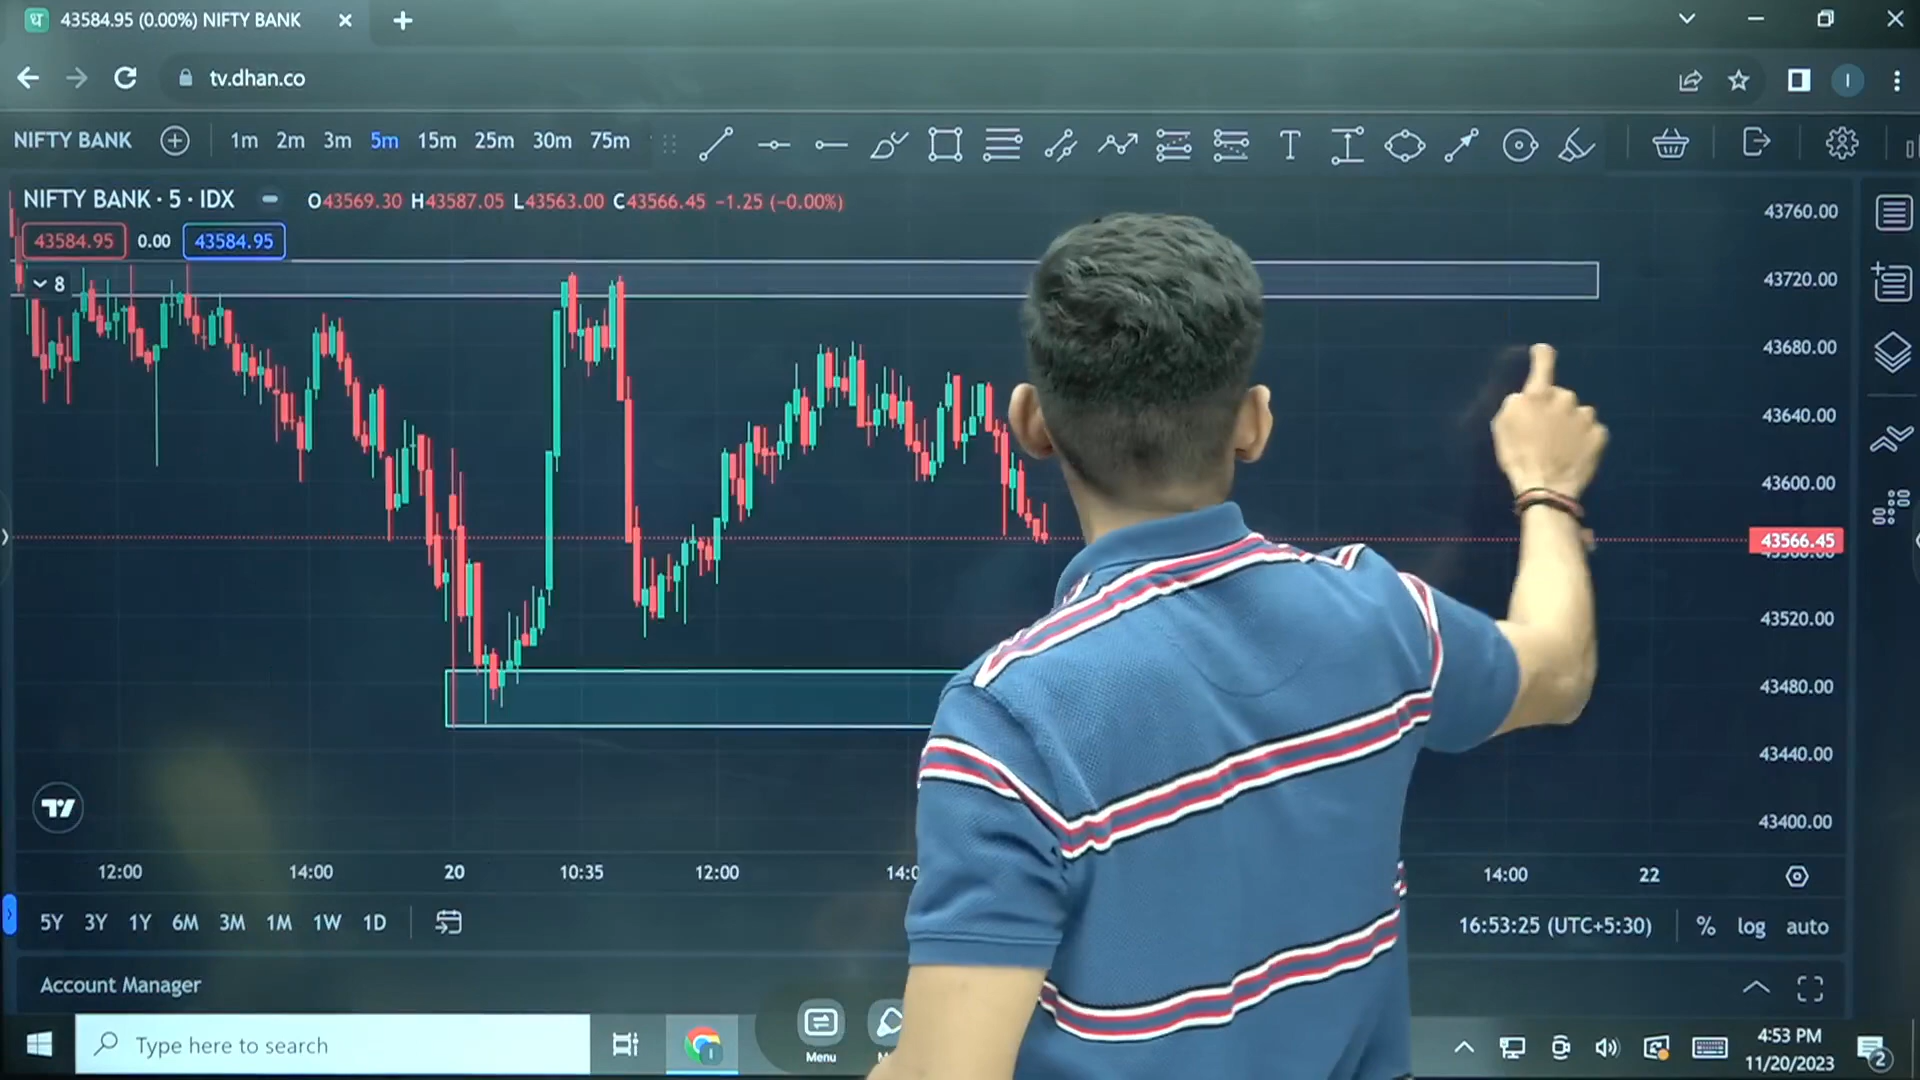 43584.95 (0.00%) NIFTY BANK
tv.dhan.co
I
NIFTY BANK 1m 2m 3m 5m 15m 25m 30m 75m T
NIFTY BANK · 5 · IDX O43569.30 H43587.05 L43563.00 C43566.45 −1.25 (−0.00%)
43584.95 0.00 43584.95
8
43760.00
43720.00
43680.00
43640.00
43600.00
43566.45
43520.00
43480.00
43440.00
43400.00
12:00 14:00 20 10:35 12:00 14:00 22
5Y 3Y 1Y 6M 3M 1M 1W 1D 16:53:25 (UTC+5:30) % log auto
Account Manager
Type here to search
Menu
4:53 PM
11/20/2023
2